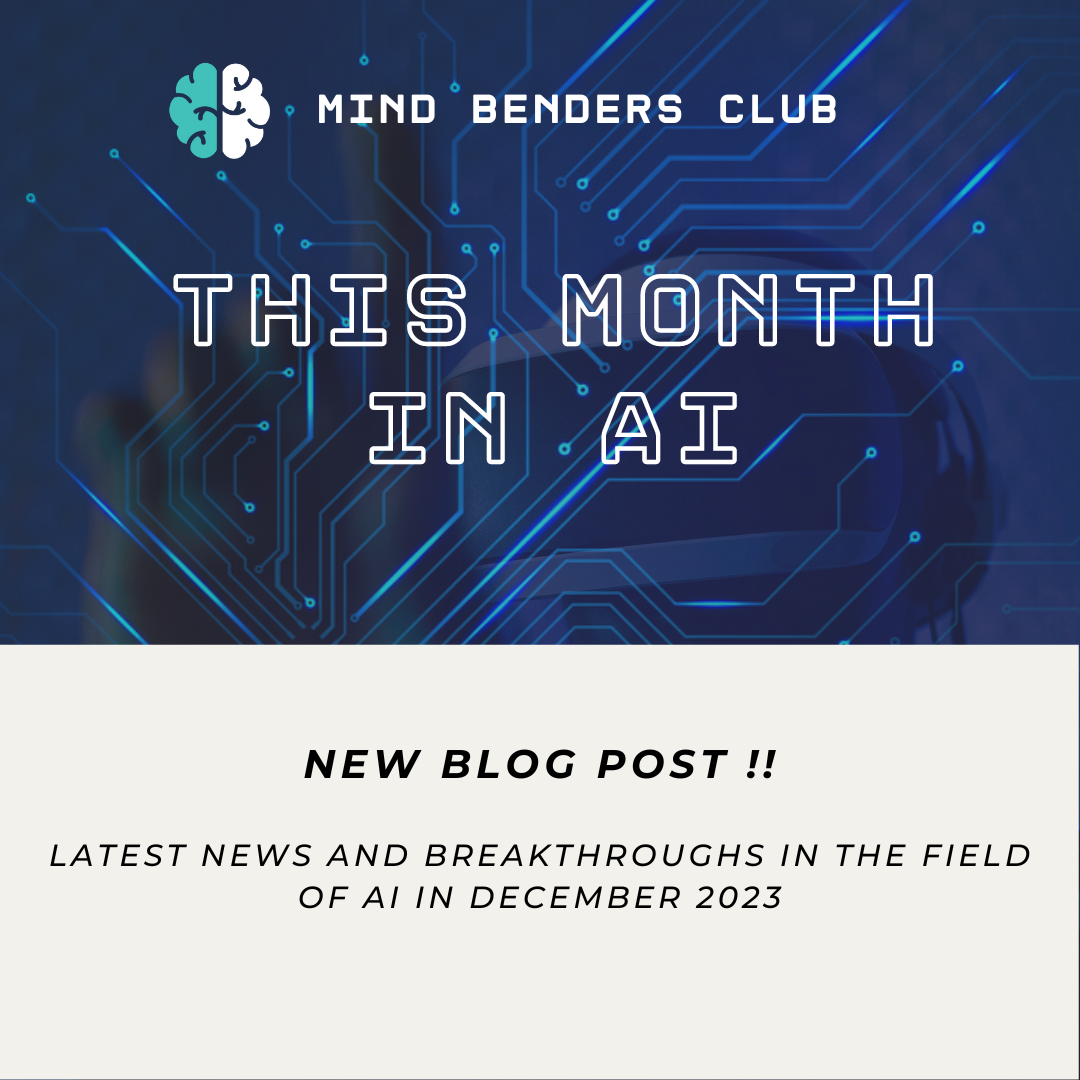 MIND BENDERS CLUB
THIS MONTH
IN AI
NEW BLOG POST !!
LATEST NEWS AND BREAKTHROUGHS IN THE FIELD
OF AI IN DECEMBER 2023